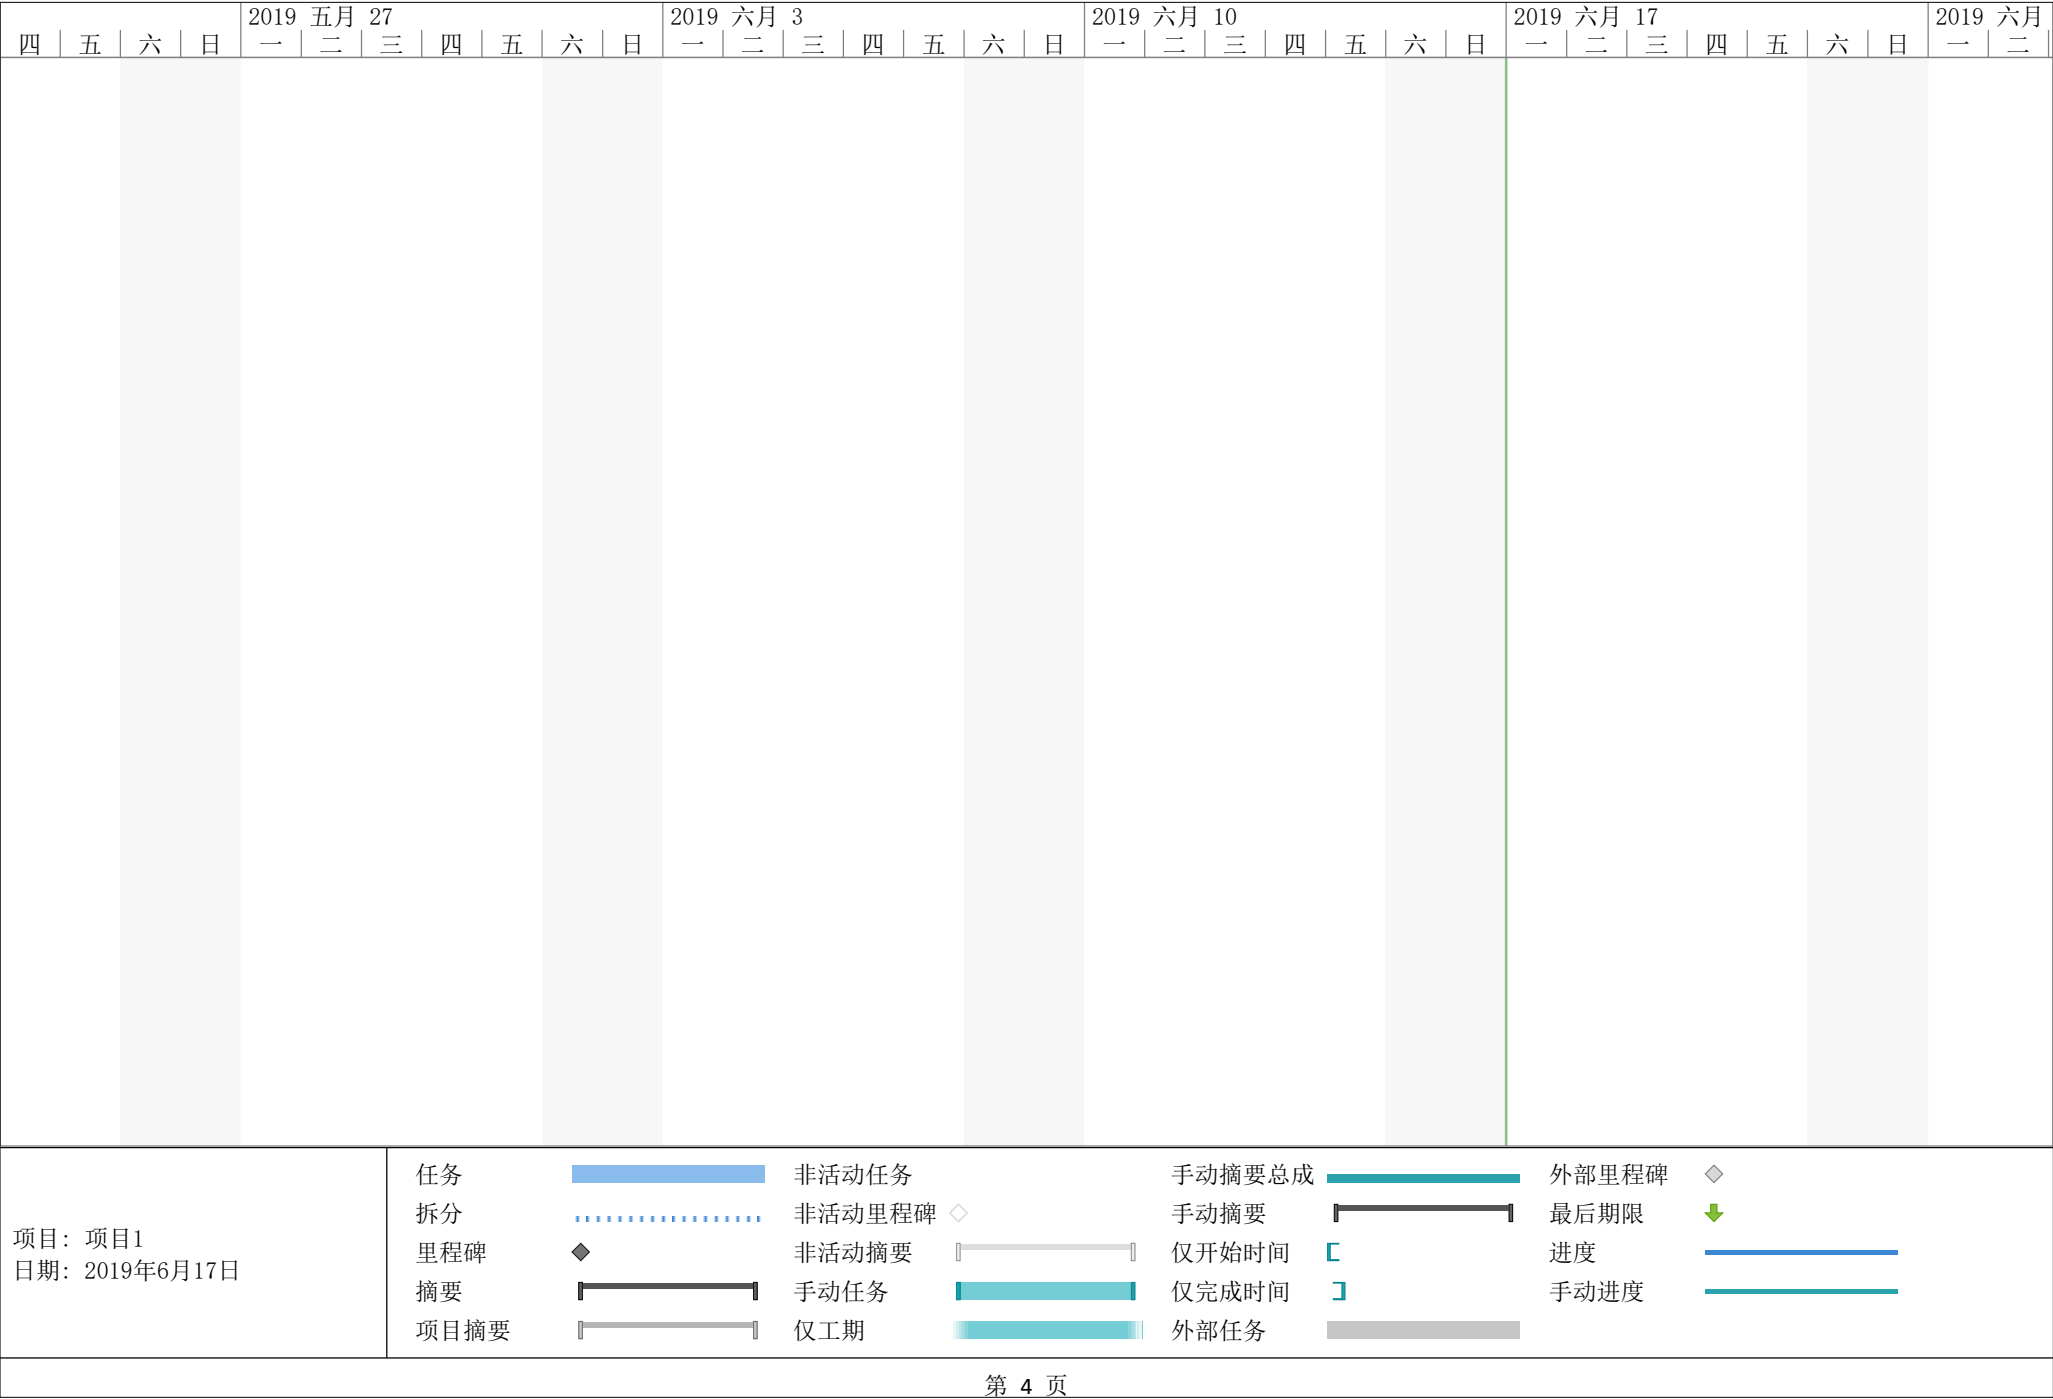 2019 五月 27 2019 六月 3 2019 六月 10 2019 六月 17 2019 六月
四 五 六 日 一 二 三 四 五 六 日 一 二 三 四 五 六 日 一 二 三 四 五 六 日 一 二 三 四 五 六 日 一 二
项目: 项目1
日期: 2019年6月17日
任务
拆分
里程碑
摘要
项目摘要
非活动任务
非活动里程碑
非活动摘要
手动任务
仅工期
手动摘要总成
手动摘要
仅开始时间
仅完成时间
外部任务
外部里程碑
最后期限
进度
手动进度
第 4 页